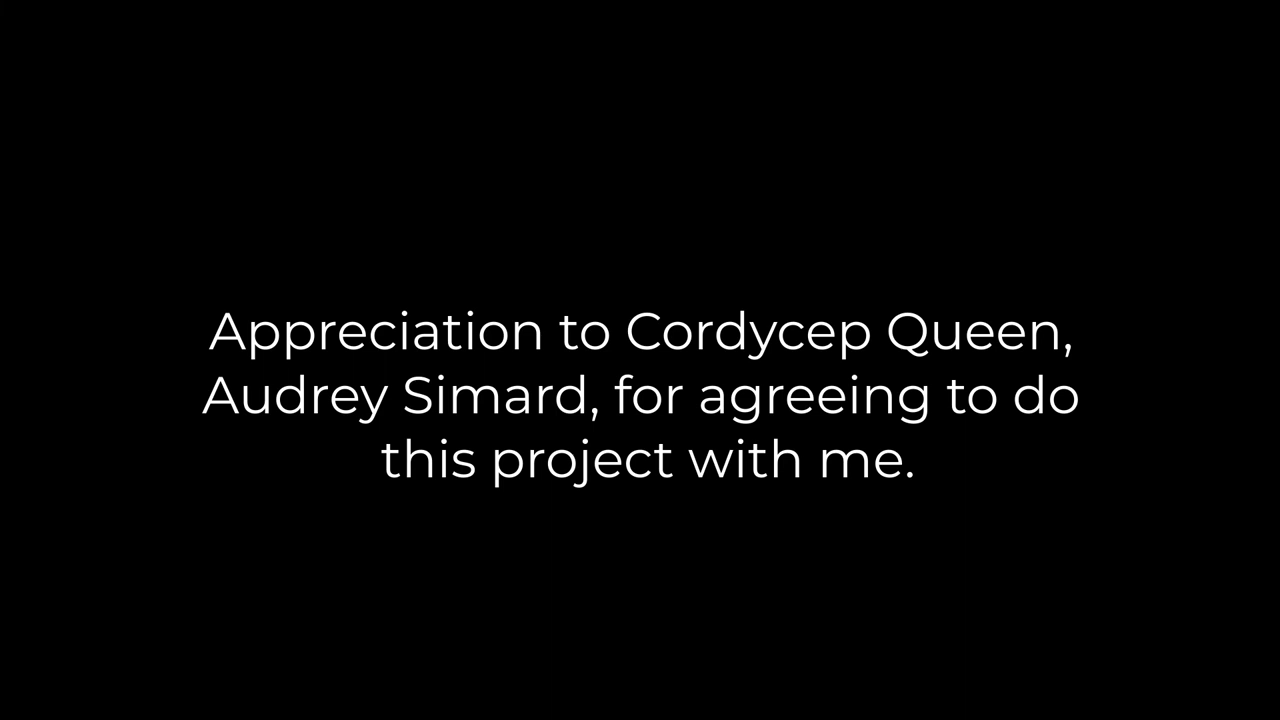 Appreciation to Cordycep Queen,
Audrey Simard, for agreeing to do
this project with me.